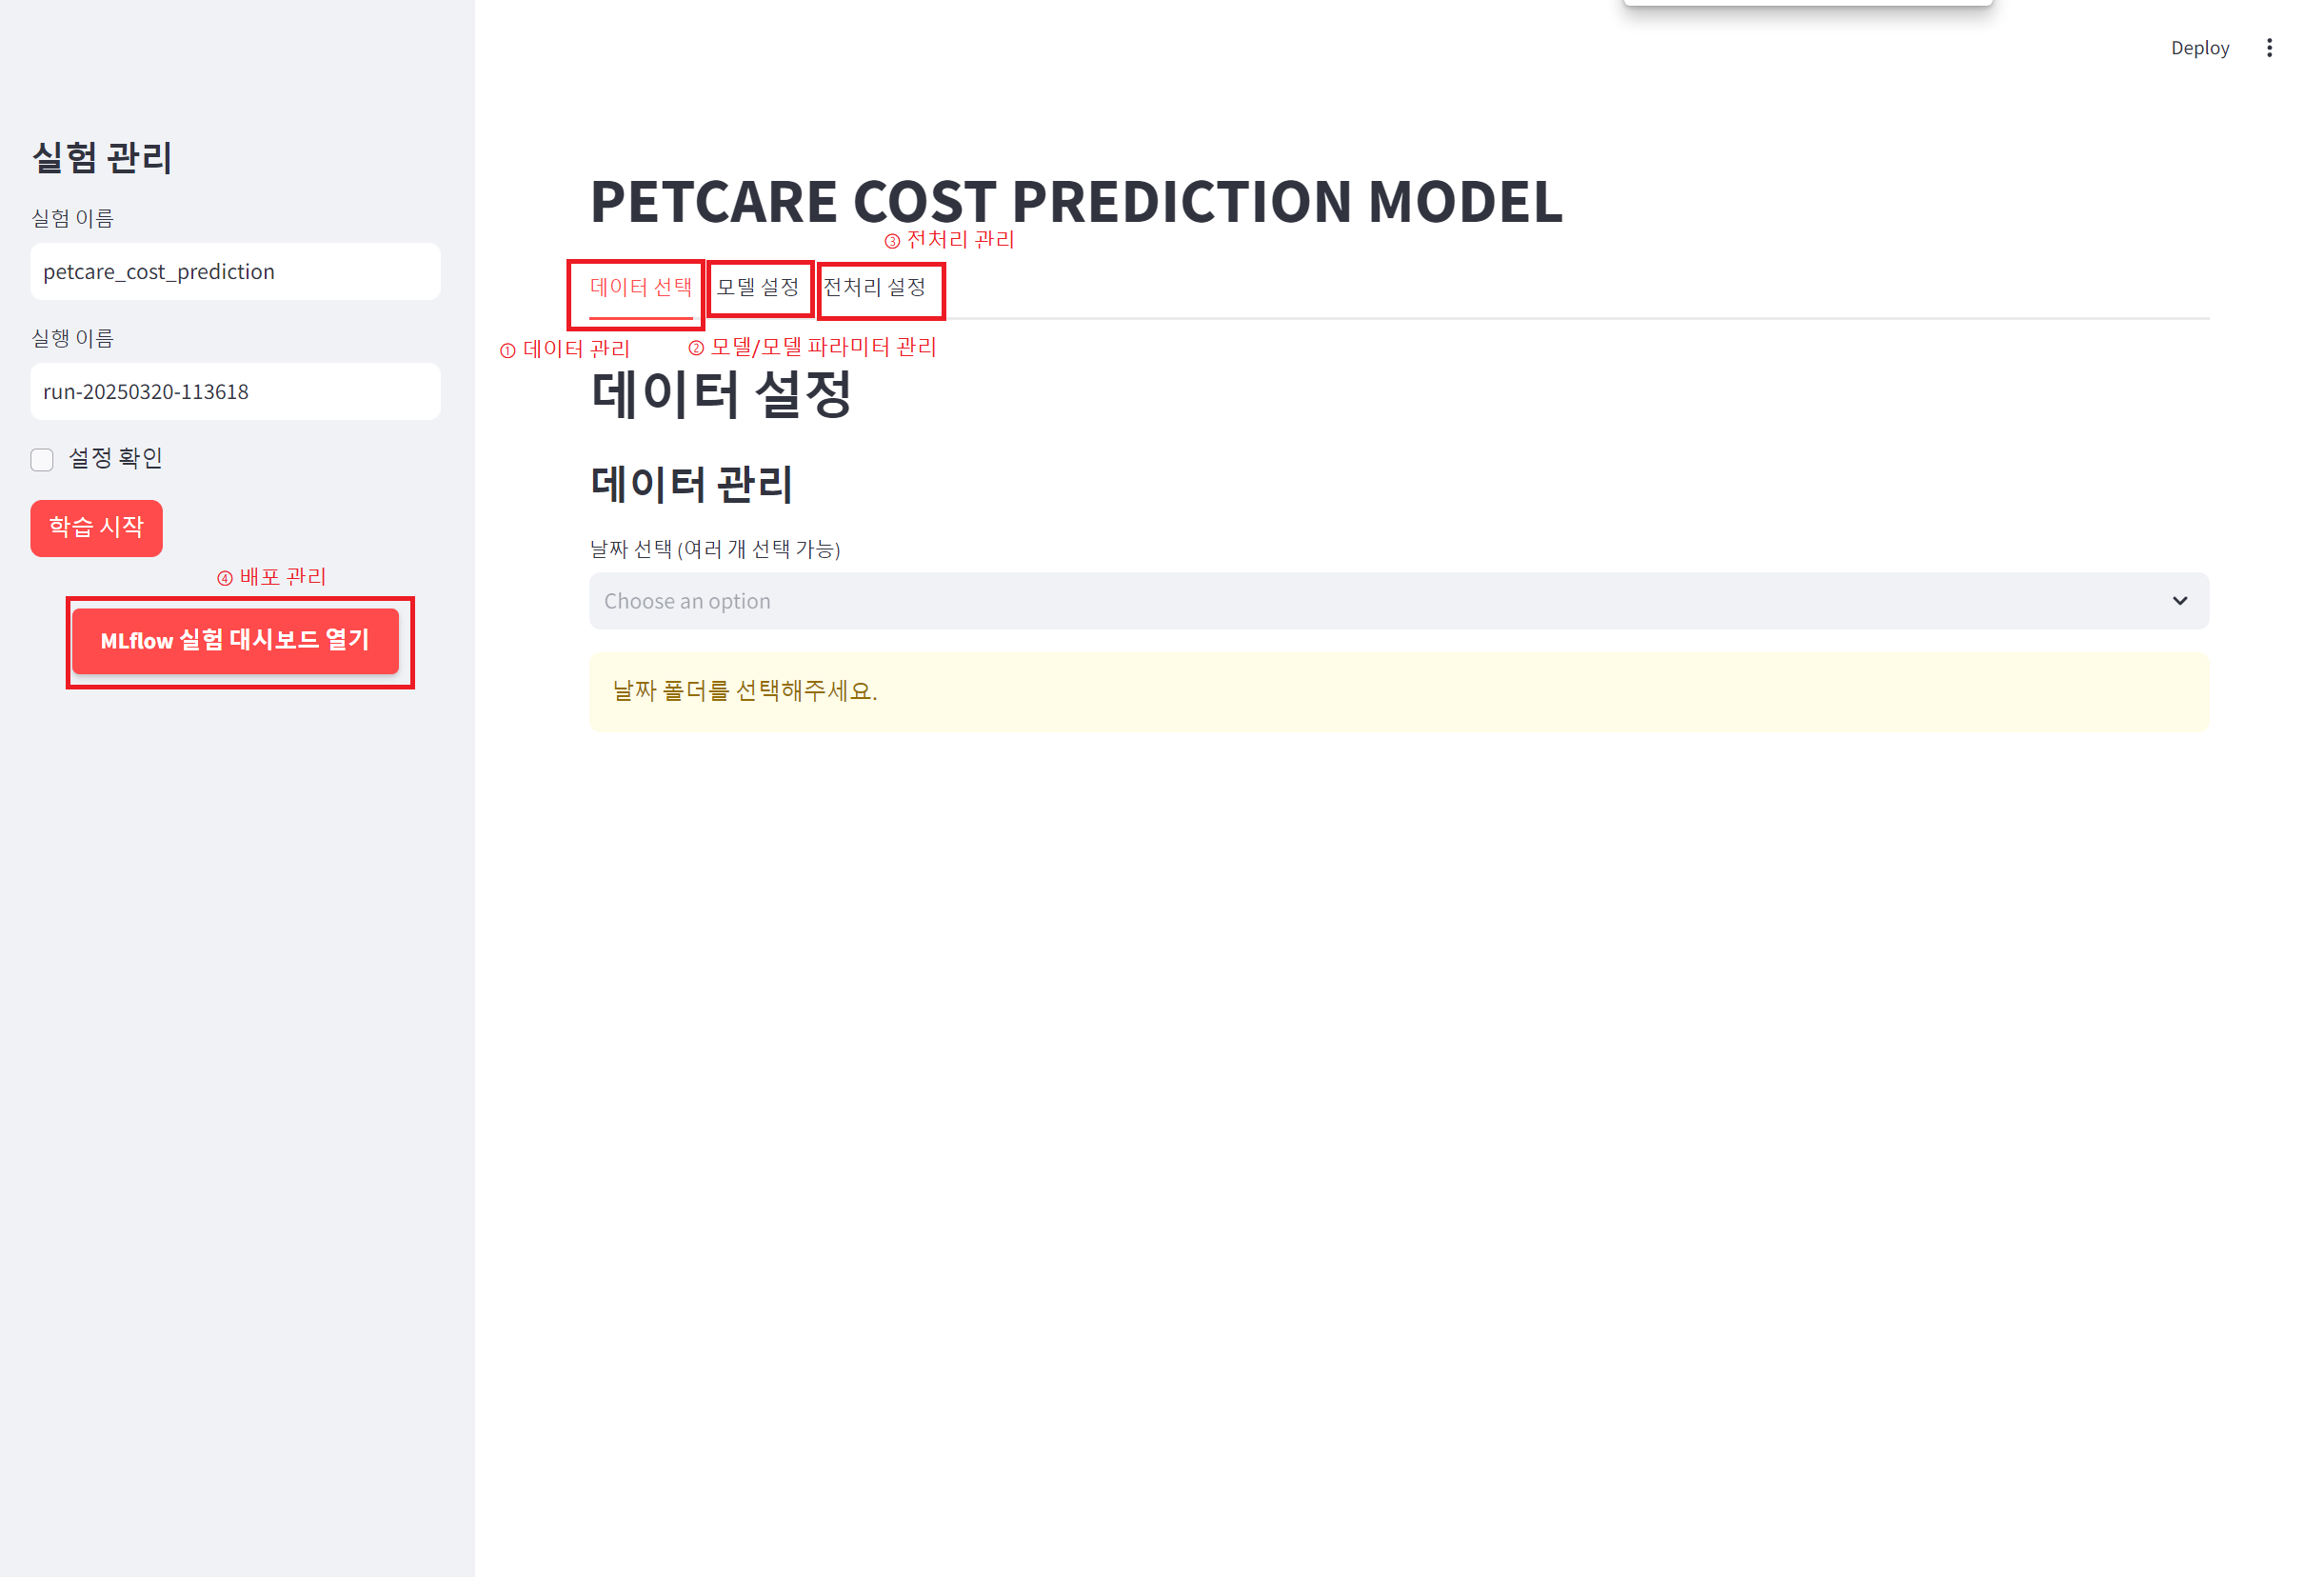 Deploy
실험 관리
실험 이름
petcare_cost_prediction
실행 이름
run-20250320-113618
설정 확인
학습 시작
④ 배포 관리
MLflow 실험 대시보드 열기
PETCARE COST PREDICTION MODEL
③ 전처리 관리
데이터 선택 모델 설정 전처리 설정
① 데이터 관리 ② 모델/모델 파라미터 관리
데이터 설정
데이터 관리
날짜 선택 (여러 개 선택 가능)
Choose an option
날짜 폴더를 선택해주세요.